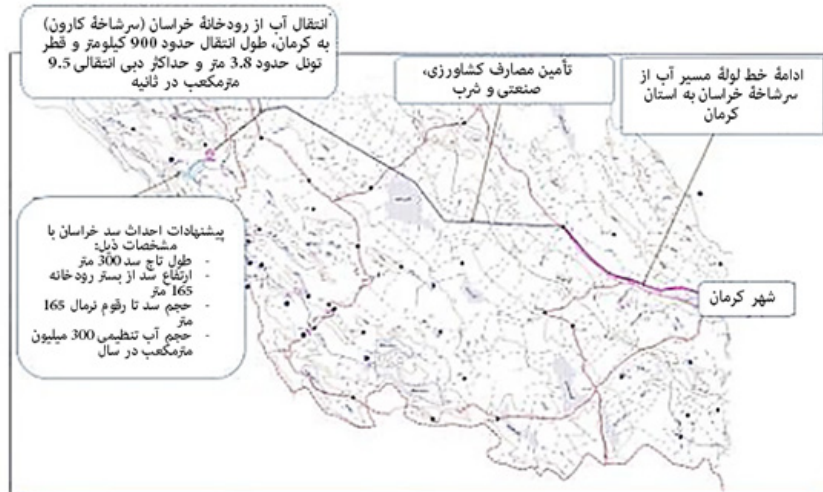 انتقال آب از رودخانهٔ خراسان (سرشاخهٔ کارون)
به کرمان، طول انتقال حدود 900 کیلومتر و قطر
تونل حدود 3.8 متر و حداکثر دبی انتقالی 9.5
مترمکعب در ثانیه
تأمین مصارف کشاورزی،
صنعتی و شرب
ادامهٔ خط لولهٔ مسیر آب از
سرشاخهٔ خراسان به استان
کرمان
پیشنهادات احداث سد خراسان با
مشخصات ذیل:
- طول تاج سد 300 متر
- ارتفاع سد از بستر رودخانه
165 متر
- حجم سد تا رقوم نرمال 165
متر
- حجم آب تنظیمی 300 میلیون
مترمکعب در سال
شهر کرمان